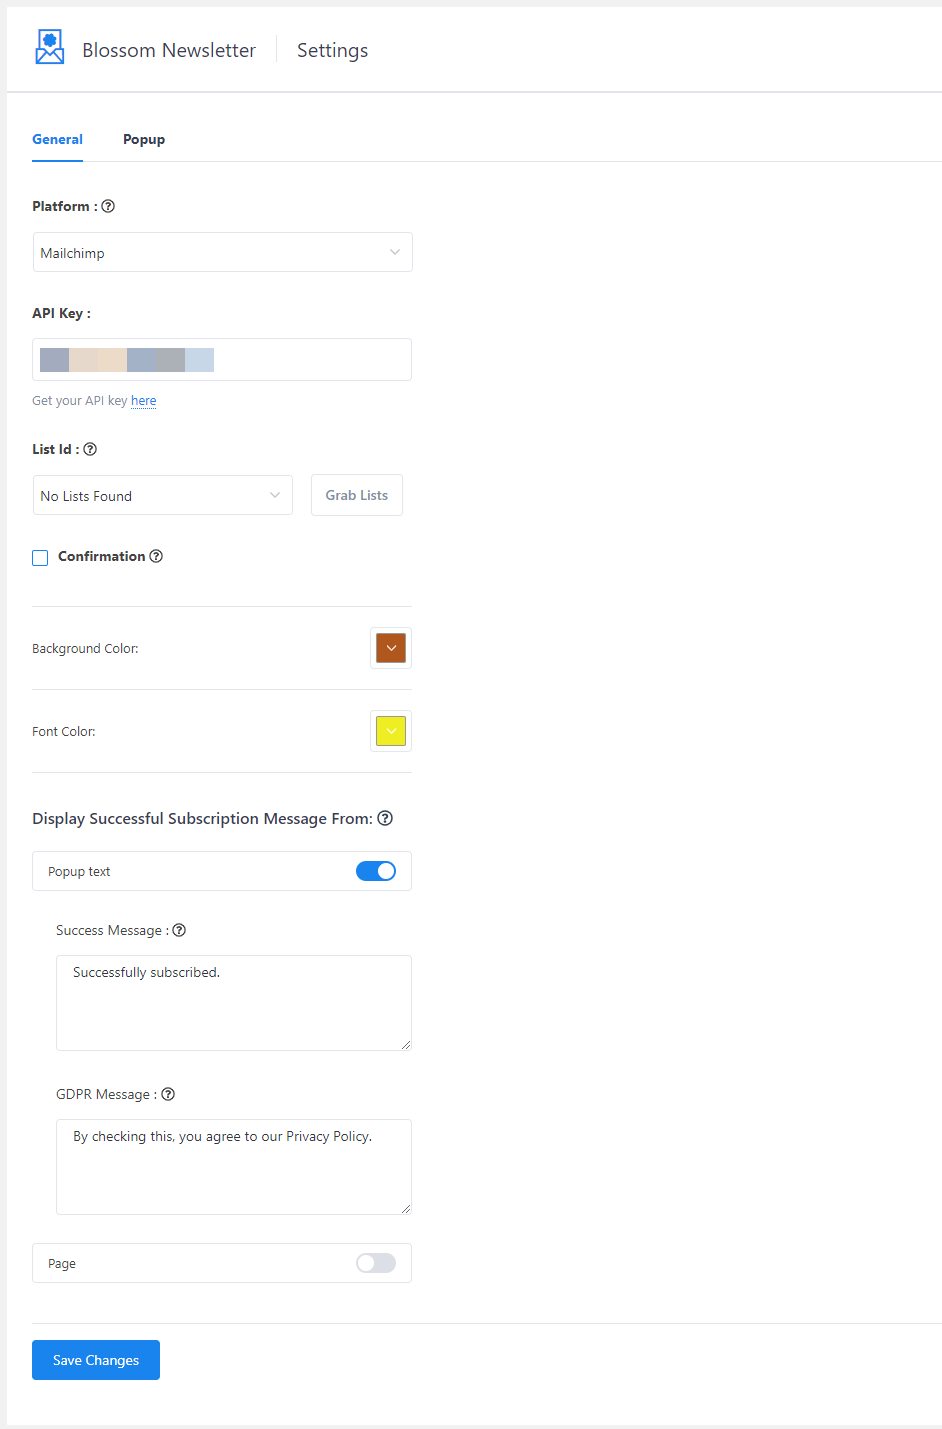 Blossom Newsletter
Settings
General
Popup
Platform :
Mailchimp
API Key :
Get your API key here
List Id :
No Lists Found
Grab Lists
Confirmation
Background Color:
Font Color:
Display Successful Subscription Message From:
Popup text
Success Message :
Successfully subscribed.
GDPR Message :
By checking this, you agree to our Privacy Policy.
Page
Save Changes